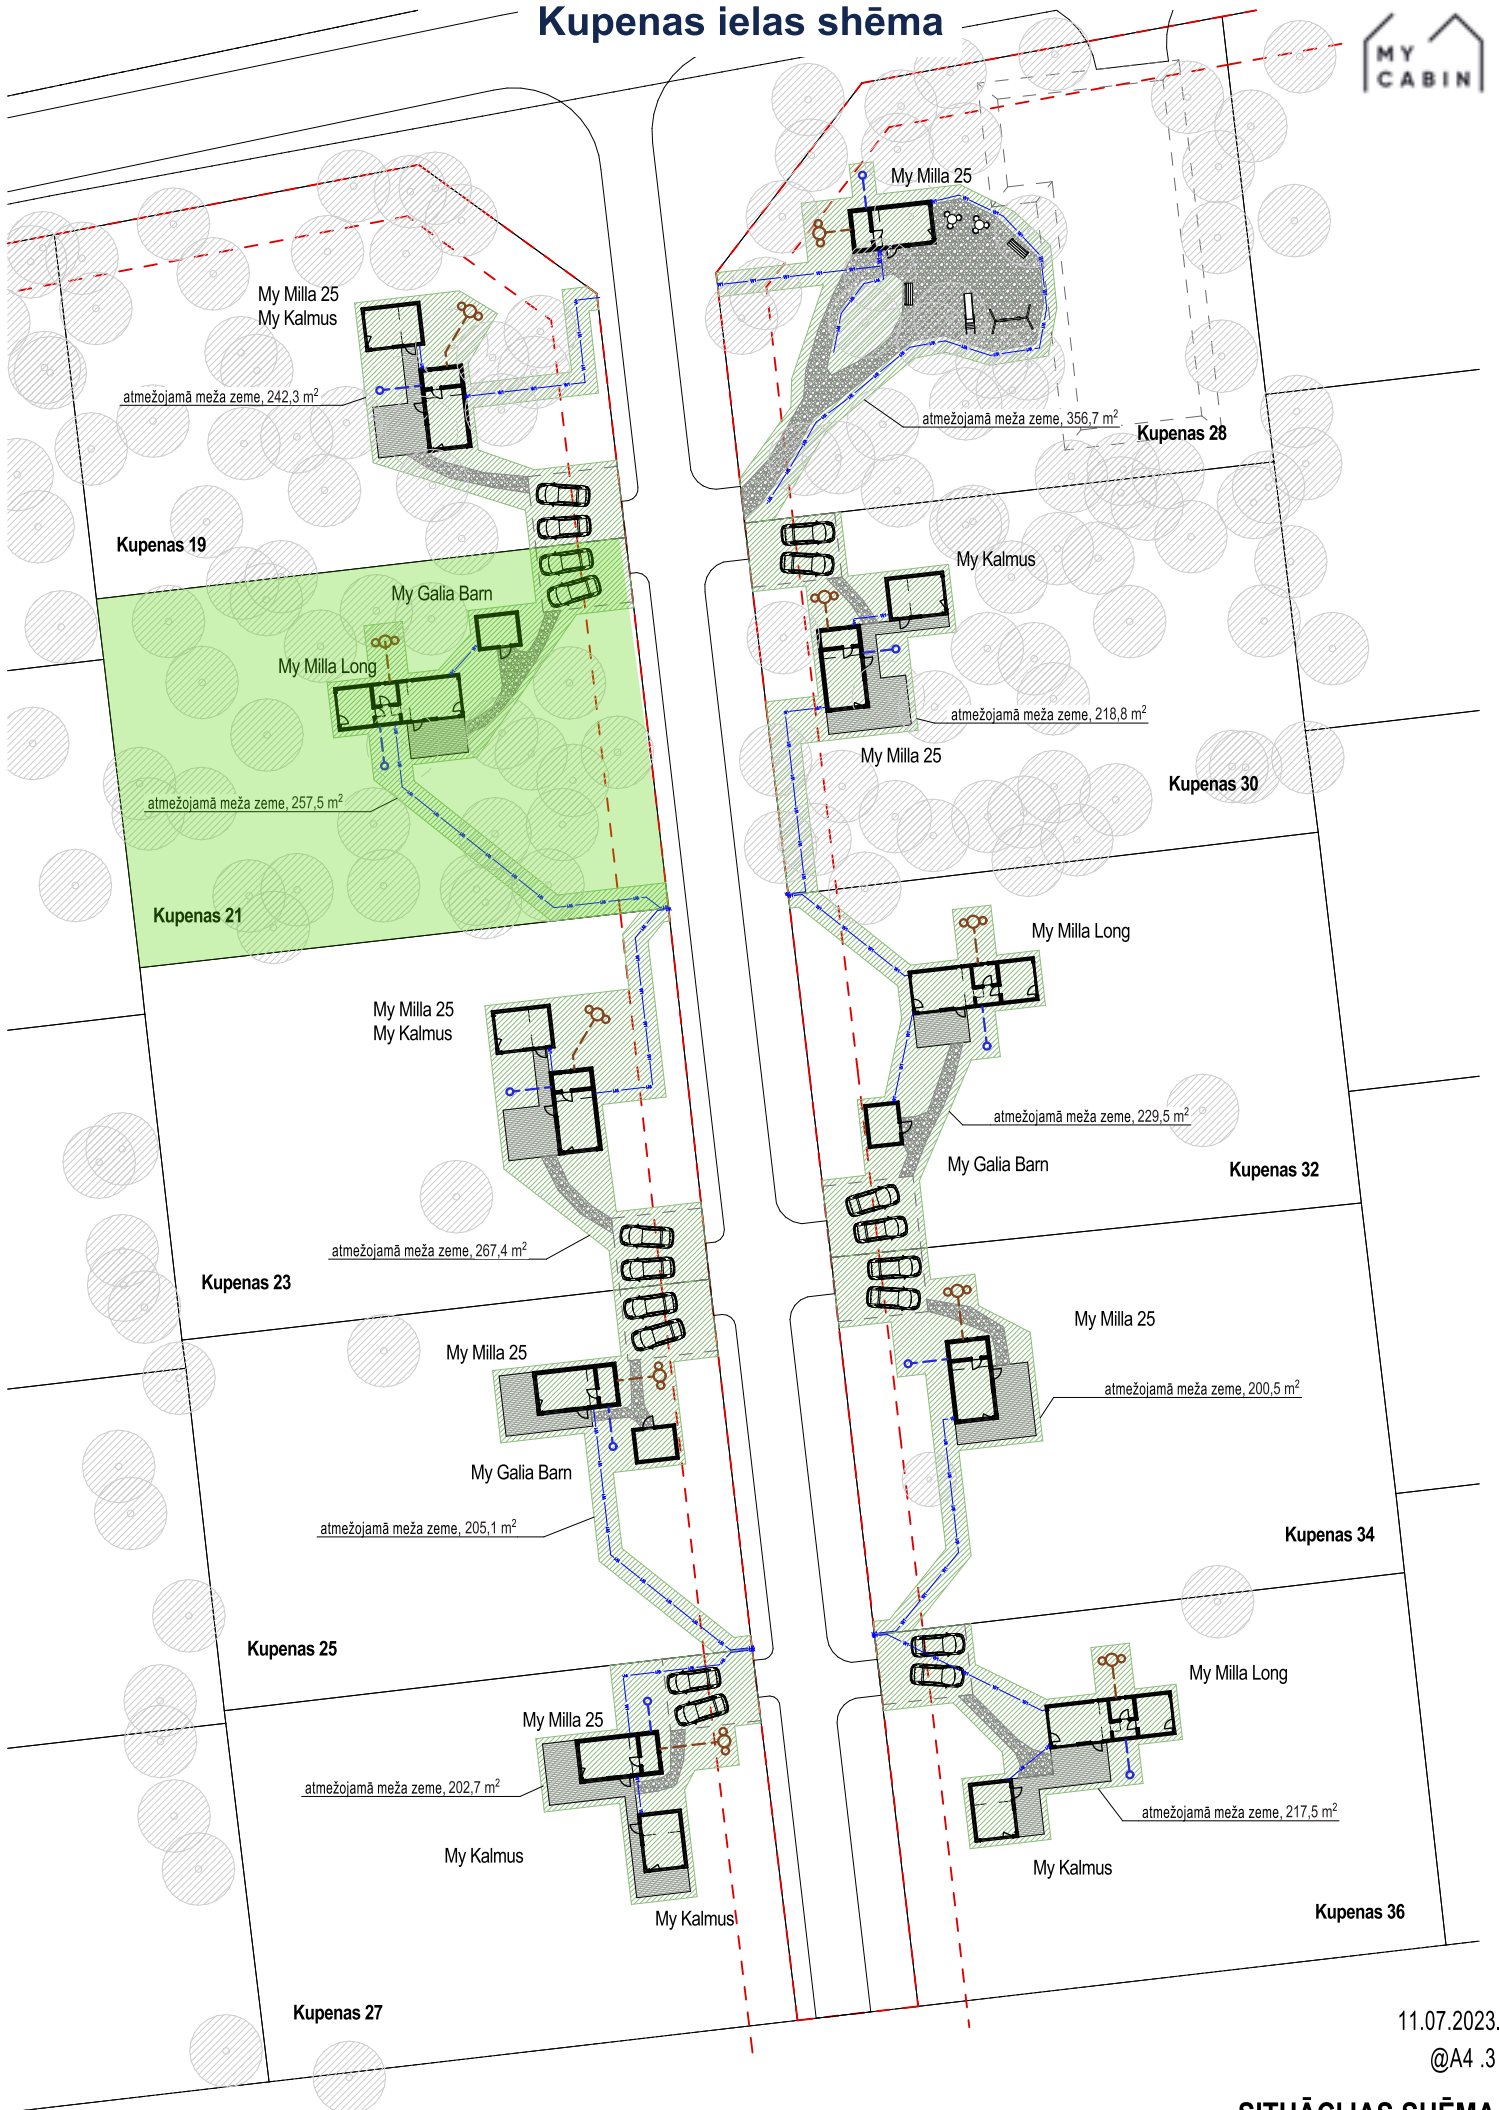 Kupenas ielas shēma
MY
CABIN
My Milla 25
My Milla 25
My Kalmus
atmežojamā meža zeme, 242,3 m²
atmežojamā meža zeme, 356,7 m²
Kupenas 28
Kupenas 19
My Kalmus
My Galia Barn
My Milla Long
atmežojamā meža zeme, 218,8 m²
My Milla 25
Kupenas 30
atmežojamā meža zeme, 257,5 m²
Kupenas 21
My Milla Long
My Milla 25
My Kalmus
atmežojamā meža zeme, 229,5 m²
My Galia Barn
Kupenas 32
atmežojamā meža zeme, 267,4 m²
Kupenas 23
My Milla 25
My Milla 25
atmežojamā meža zeme, 200,5 m²
My Galia Barn
atmežojamā meža zeme, 205,1 m²
Kupenas 34
Kupenas 25
My Milla Long
My Milla 25
atmežojamā meža zeme, 202,7 m²
atmežojamā meža zeme, 217,5 m²
My Kalmus
My Kalmus
My Kalmus
Kupenas 36
Kupenas 27
11.07.2023.
@A4 .3
SITUĀCIJAS SHĒMA